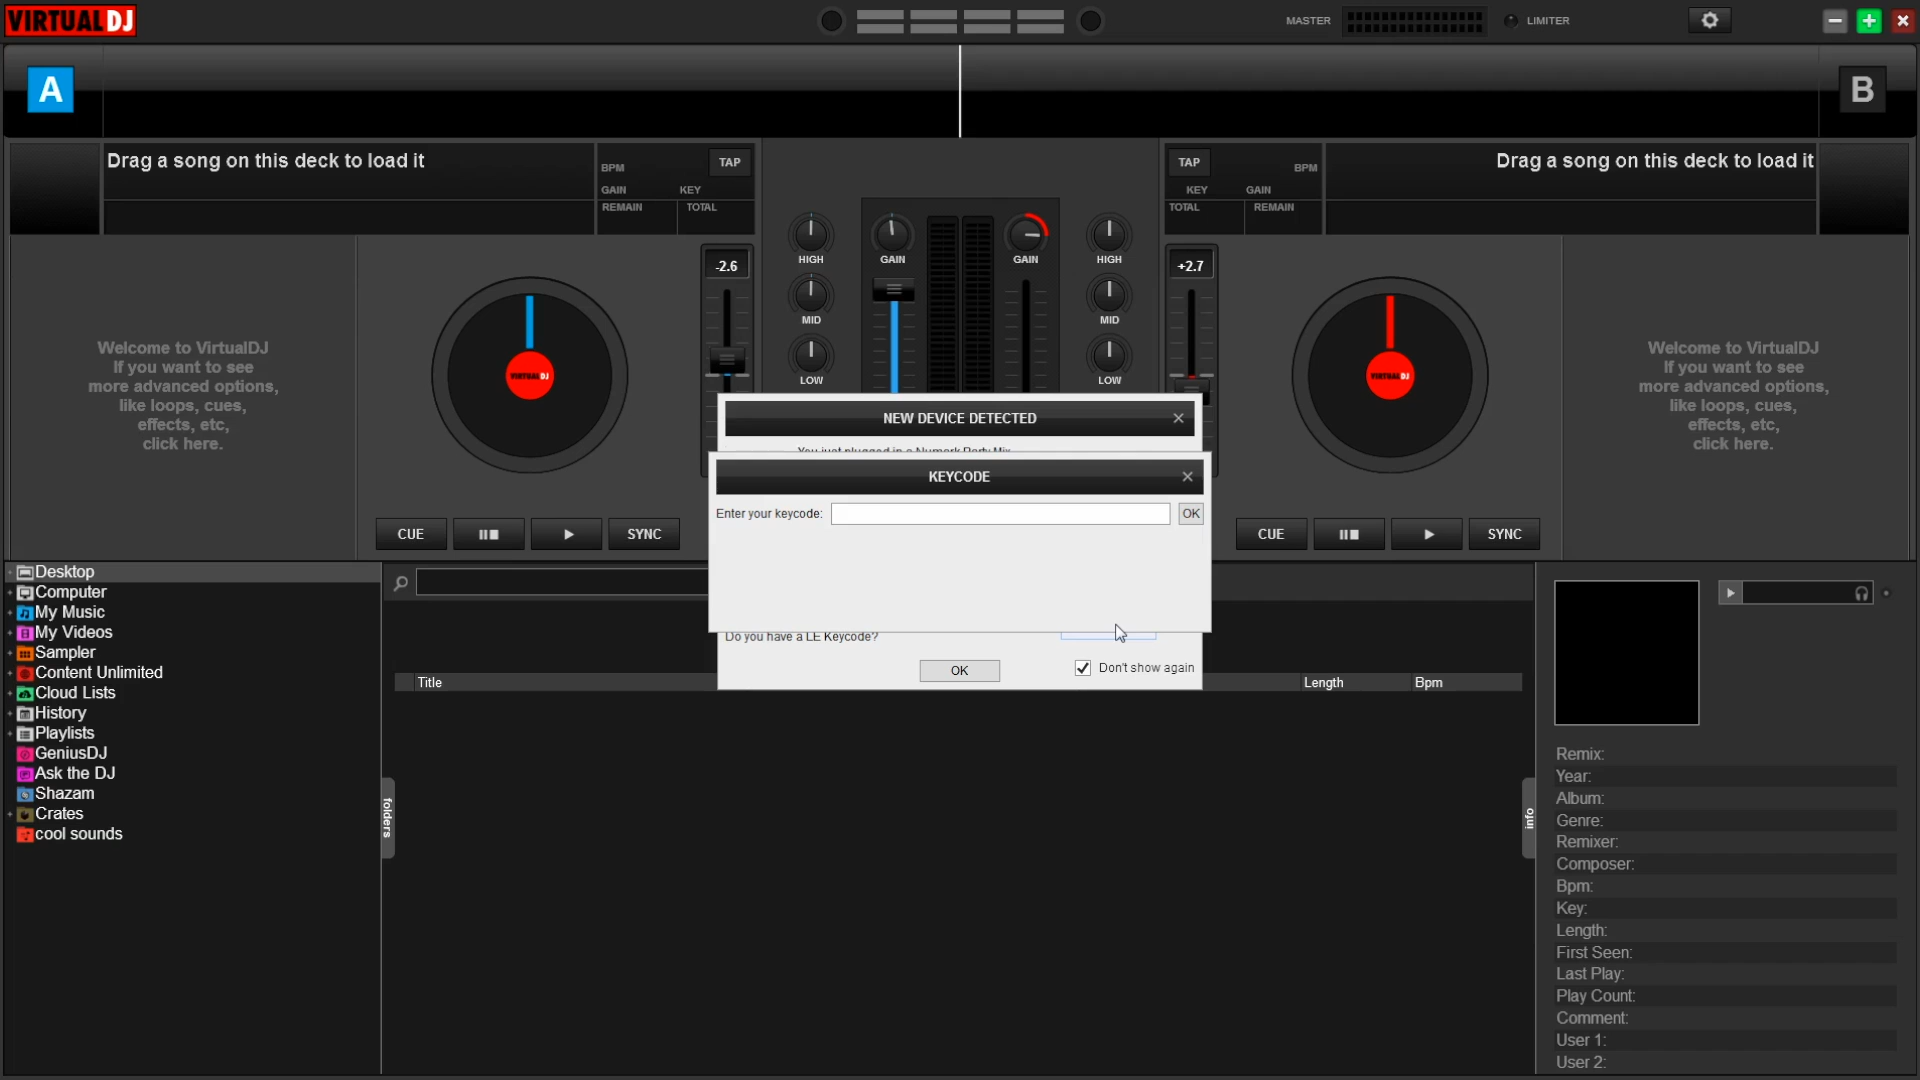 VIRTUAL DJ
MASTER
LIMITER
A
B
Drag a song on this deck to load it
BPM
TAP
GAIN
KEY
REMAIN
TOTAL
TAP
BPM
KEY
GAIN
TOTAL
REMAIN
Drag a song on this deck to load it
-2.6
HIGH
GAIN
GAIN
HIGH
+2.7
MID
MID
LOW
LOW
Welcome to VirtualDJ
If you want to see
more advanced options,
like loops, cues,
effects, etc,
click here.
VIRTUAL DJ
VIRTUAL DJ
Welcome to VirtualDJ
If you want to see
more advanced options,
like loops, cues,
effects, etc,
click here.
NEW DEVICE DETECTED
You just plugged in a Numark Party Mix
KEYCODE
Enter your keycode:
OK
CUE
SYNC
CUE
SYNC
Do you have a LE Keycode?
OK
Don't show again
Desktop
Computer
My Music
My Videos
Sampler
Content Unlimited
Cloud Lists
History
Playlists
GeniusDJ
Ask the DJ
Shazam
Crates
cool sounds
folders
Title
Length
Bpm
info
Remix:
Year:
Album:
Genre:
Remixer:
Composer:
Bpm:
Key:
Length:
First Seen:
Last Play:
Play Count:
Comment:
User 1:
User 2: